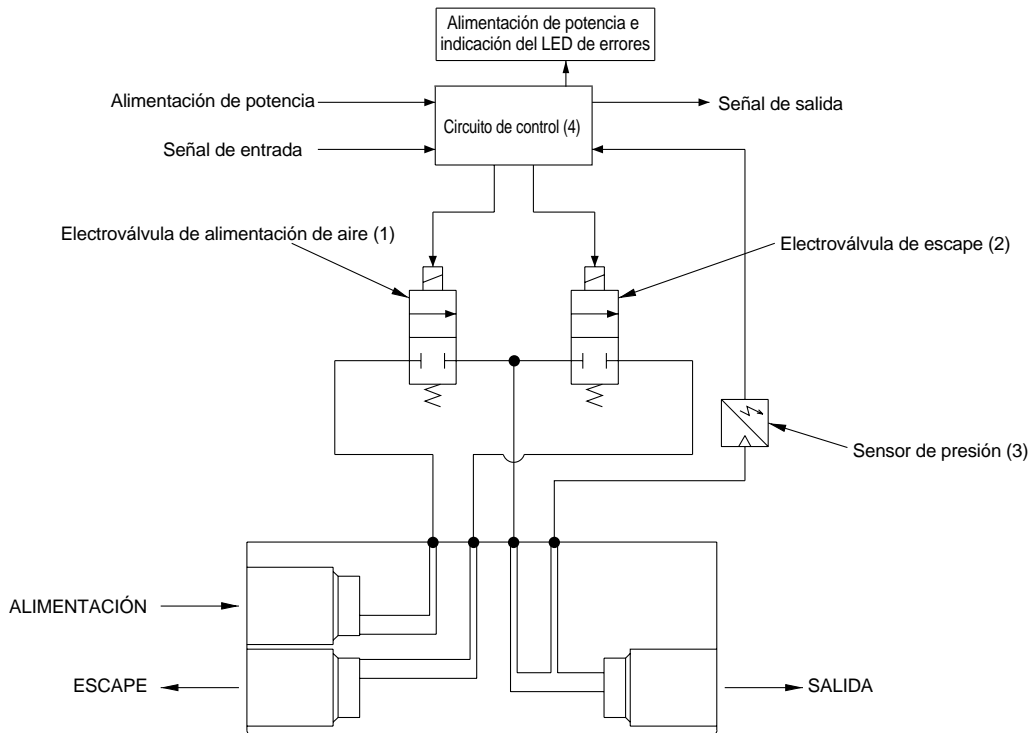 Alimentación de potencia e
indicación del LED de errores
Alimentación de potencia
Señal de salida
Circuito de control (4)
Señal de entrada
Electroválvula de alimentación de aire (1)
Electroválvula de escape (2)
Sensor de presión (3)
ALIMENTACIÓN
ESCAPE
SALIDA